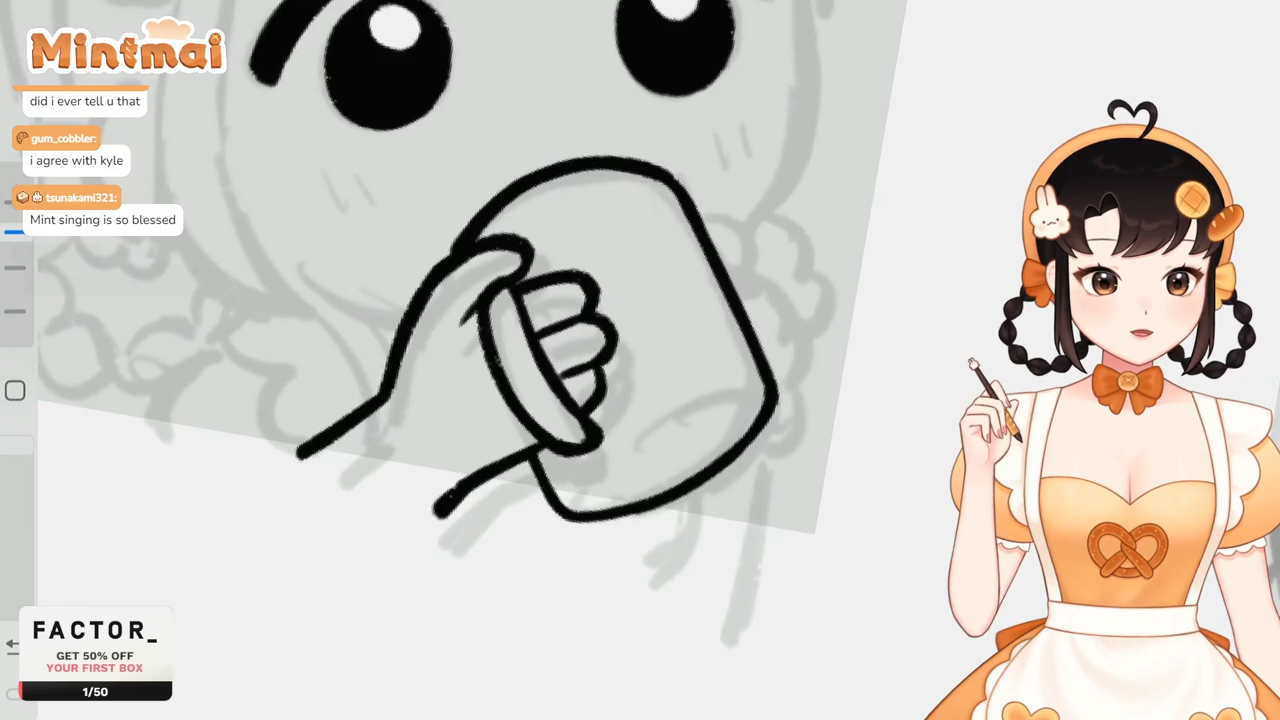 Mintmai
did i ever tell u that
gum_cobbler:
i agree with kyle
tsunakami321:
Mint singing is so blessed
FACTOR_
GET 50% OFF
YOUR FIRST BOX
1/50